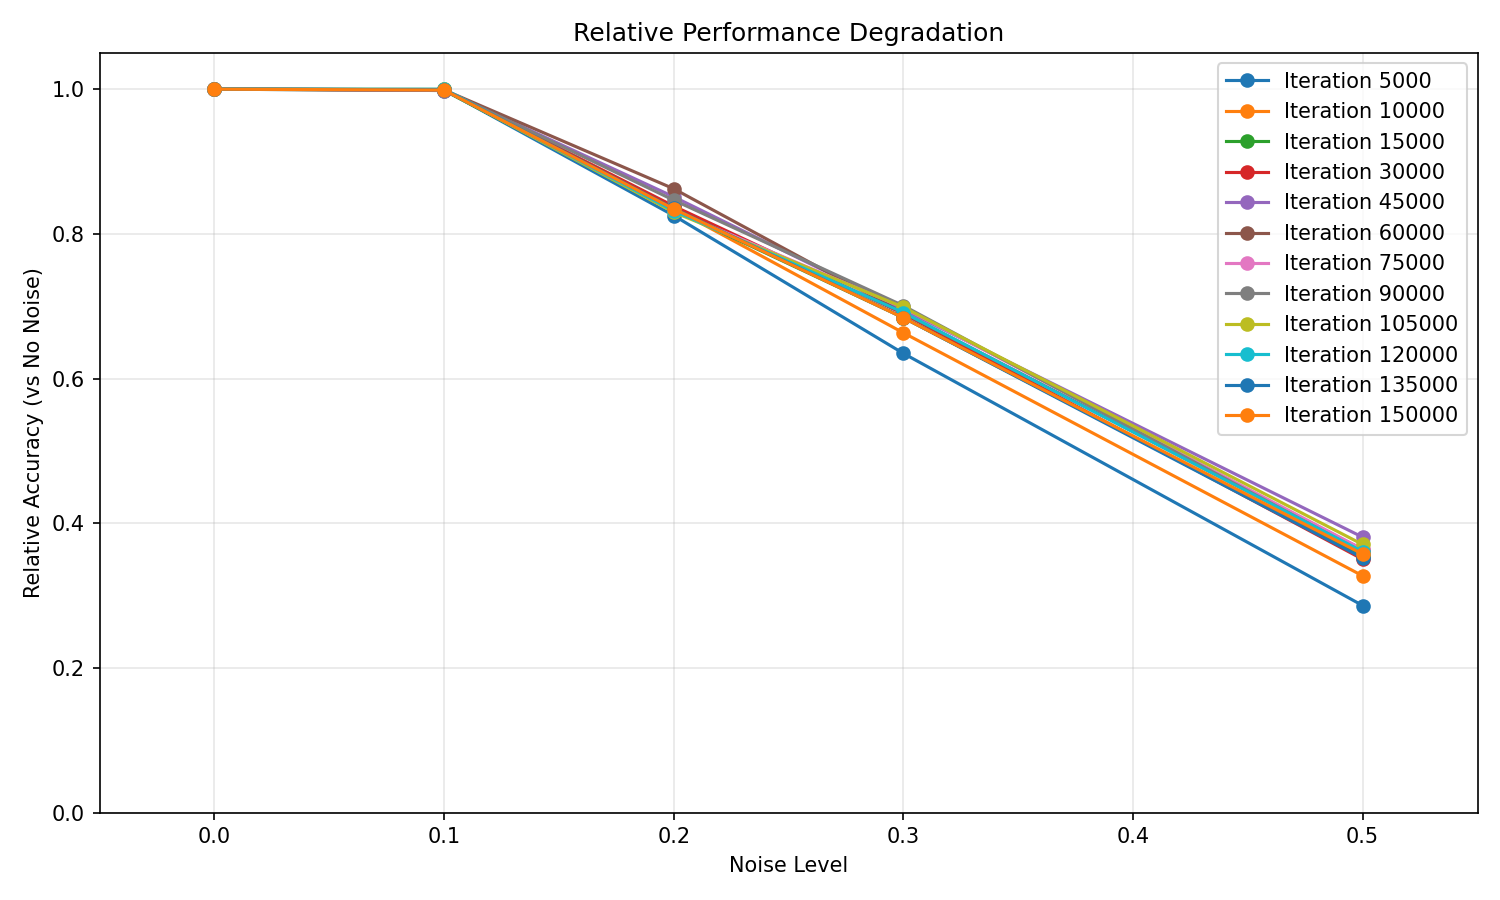 Relative Performance Degradation
Relative Accuracy (vs No Noise)
1.0
0.8
0.6
0.4
0.2
0.0
Iteration 5000
Iteration 10000
Iteration 15000
Iteration 30000
Iteration 45000
Iteration 60000
Iteration 75000
Iteration 90000
Iteration 105000
Iteration 120000
Iteration 135000
Iteration 150000
0.0 0.1 0.2 0.3 0.4 0.5
Noise Level